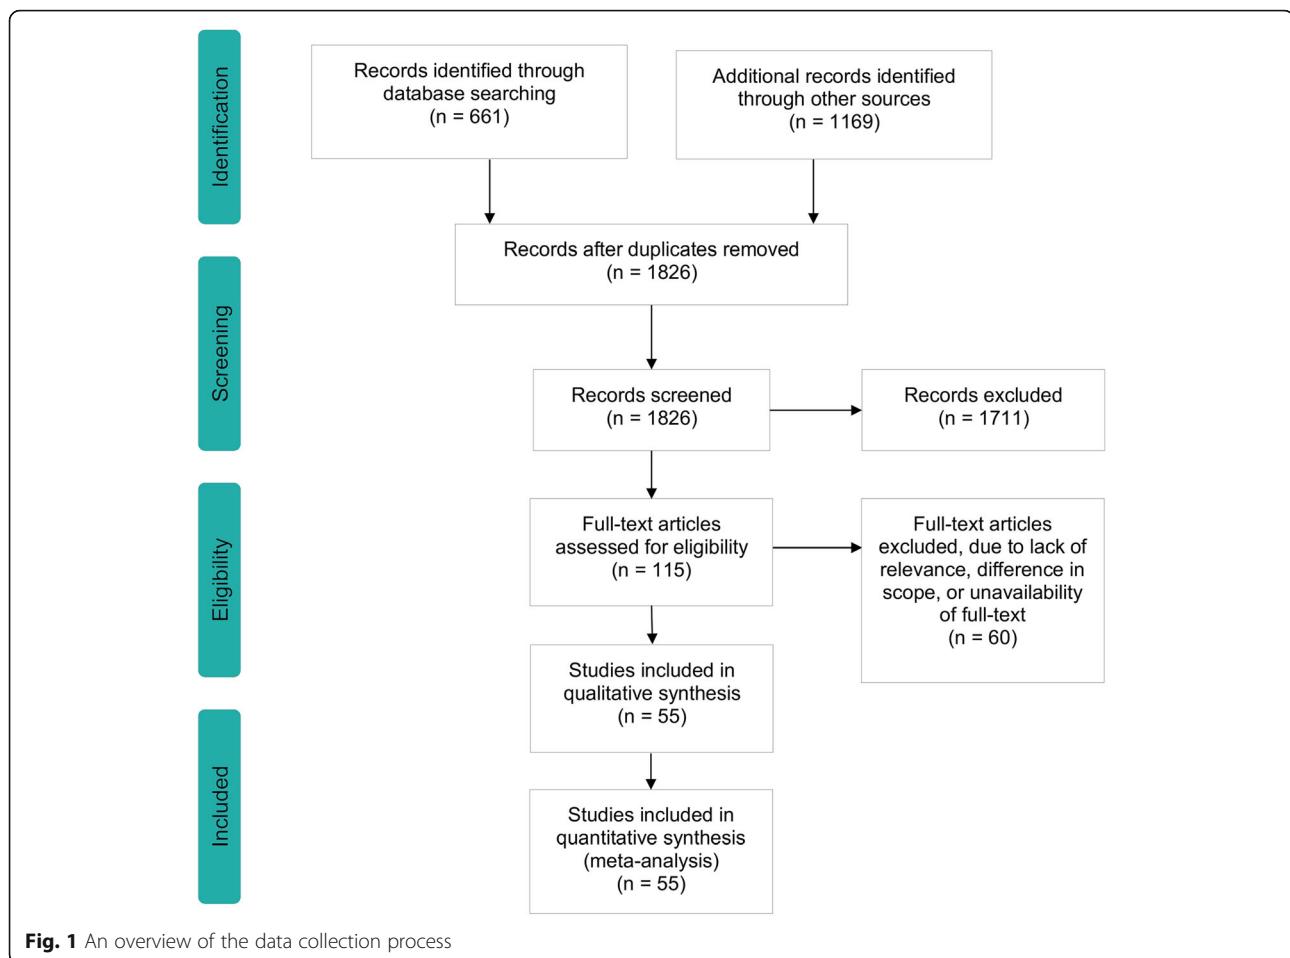 Identification
Records identified through
database searching
(n = 661)
Additional records identified
through other sources
(n = 1169)
Records after duplicates removed
(n = 1826)
Screening
Records screened
(n = 1826)
Records excluded
(n = 1711)
Eligibility
Full-text articles
assessed for eligibility
(n = 115)
Full-text articles
excluded, due to lack of
relevance, difference in
scope, or unavailability
of full-text
(n = 60)
Studies included in
qualitative synthesis
(n = 55)
Included
Studies included in
quantitative synthesis
(meta-analysis)
(n = 55)
Fig. 1 An overview of the data collection process